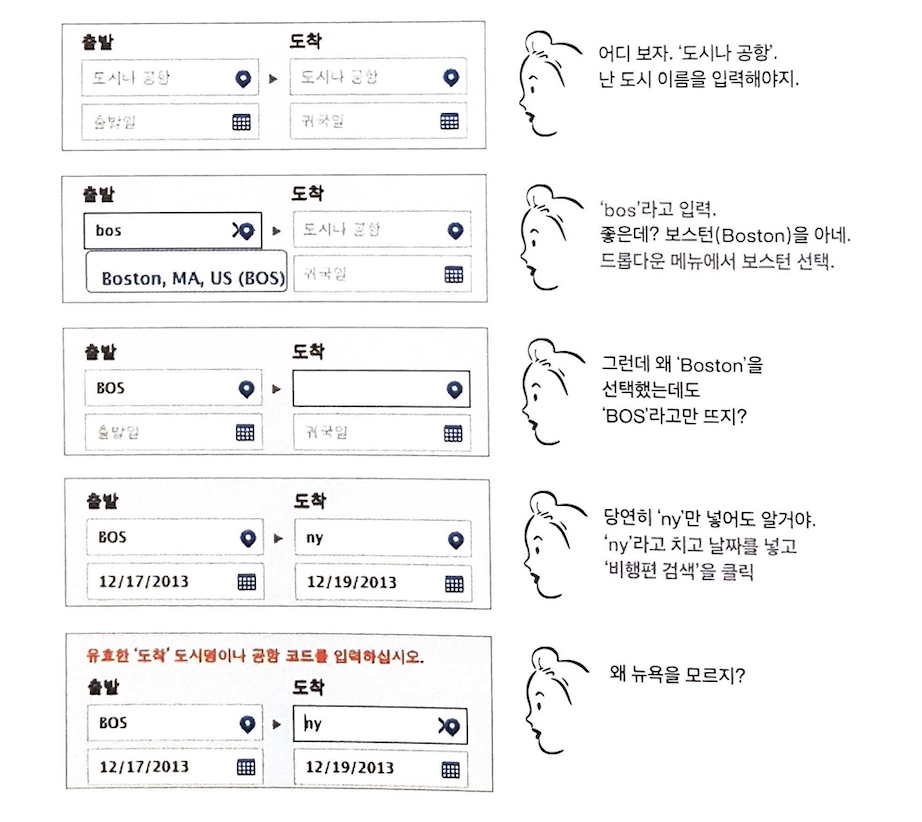 출발 도착
도시나 공항 도시나 공항
출발일 귀국일
어디 보자. ‘도시나 공항’.
난 도시 이름을 입력해야지.
출발 도착
bos 도시나 공항
Boston, MA, US (BOS) 귀국일
‘bos’라고 입력.
좋은데? 보스턴(Boston)을 아네.
드롭다운 메뉴에서 보스턴 선택.
출발 도착
BOS
출발일 귀국일
그런데 왜 ‘Boston’을
선택했는데도
‘BOS’라고만 뜨지?
출발 도착
BOS ny
12/17/2013 12/19/2013
당연히 ‘ny’만 넣어도 알거야.
‘ny’라고 치고 날짜를 넣고
‘비행편 검색’을 클릭
유효한 ‘도착’ 도시명이나 공항 코드를 입력하십시오.
출발 도착
BOS ny
12/17/2013 12/19/2013
왜 뉴욕을 모르지?